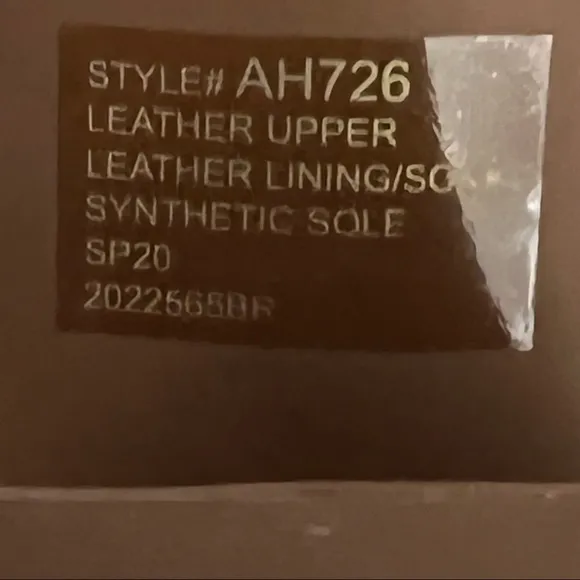 STYLE# AH726
LEATHER UPPER
LEATHER LINING/SO
SYNTHETIC SOLE
SP20